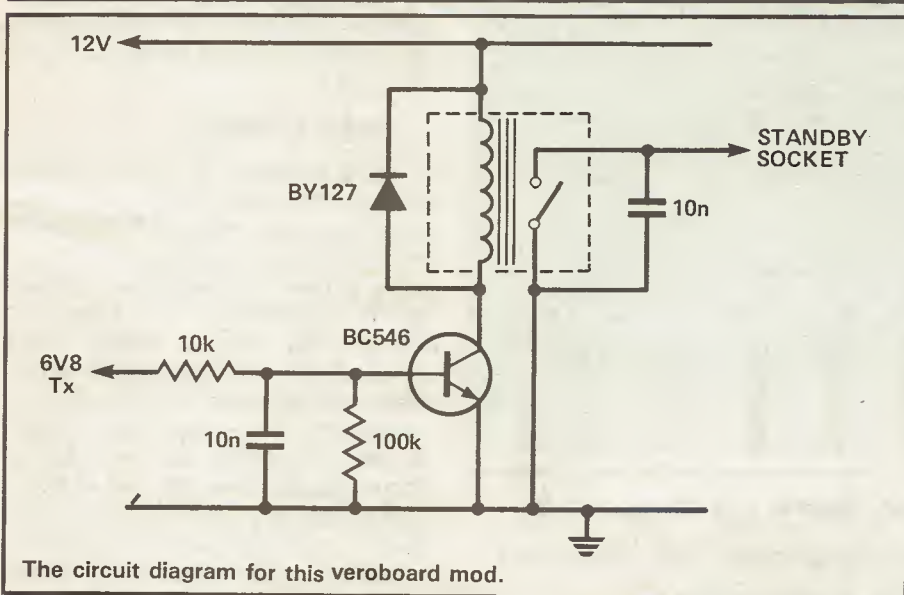 12V
STANDBY
SOCKET
BY127
10n
BC546
10k
6V8
Tx
10n
100k
The circuit diagram for this veroboard mod.